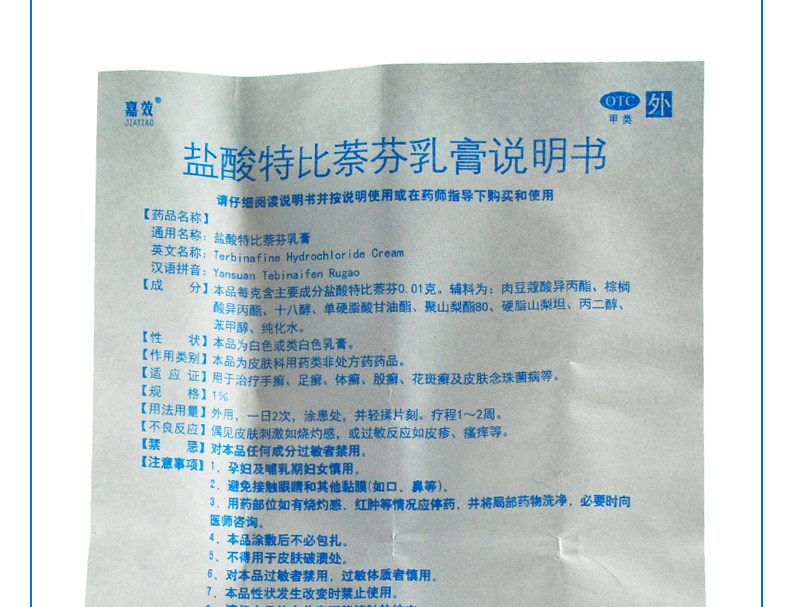 嘉效®
JIAXIAO
OTC 外
甲类
盐酸特比萘芬乳膏说明书
请仔细阅读说明书并按说明使用或在药师指导下购买和使用
【药品名称】
通用名称：盐酸特比萘芬乳膏
英文名称：Terbinafine Hydrochloride Cream
汉语拼音：Yansuan Tebinaifen Rugao
【成 分】本品每克含主要成分盐酸特比萘芬0.01克。辅料为：肉豆蔻酸异丙酯、棕榈
酸异丙酯、十八醇、单硬脂酸甘油酯、聚山梨酯80、硬脂山梨坦、丙二醇、
苯甲醇、纯化水。
【性 状】本品为白色或类白色乳膏。
【作用类别】本品为皮肤科用药类非处方药药品。
【适 应 证】用于治疗手癣、足癣、体癣、股癣、花斑癣及皮肤念珠菌病等。
【规 格】1%
【用法用量】外用，一日2次，涂患处，并轻揉片刻。疗程1～2周。
【不良反应】偶见皮肤刺激如烧灼感，或过敏反应如皮疹、瘙痒等。
【禁 忌】对本品任何成分过敏者禁用。
【注意事项】1、孕妇及哺乳期妇女慎用。
2、避免接触眼睛和其他黏膜(如口、鼻等)。
3、用药部位如有烧灼感、红肿等情况应停药，并将局部药物洗净，必要时向
医师咨询。
4、本品涂敷后不必包扎。
5、不得用于皮肤破溃处。
6、对本品过敏者禁用，过敏体质者慎用。
7、本品性状发生改变时禁止使用。